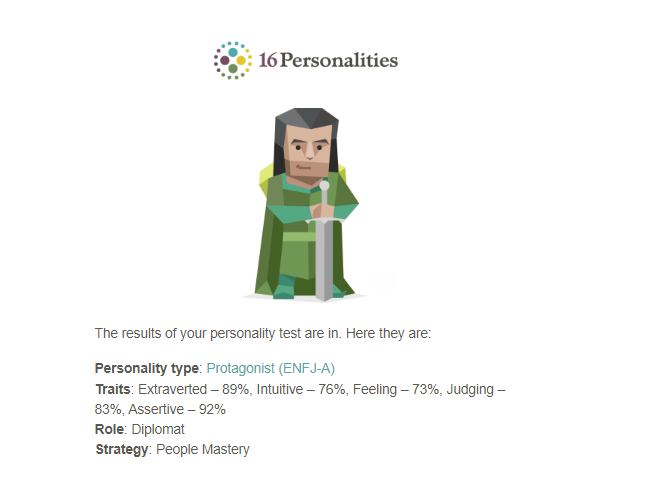 16Personalities
The results of your personality test are in. Here they are:
Personality type: Protagonist (ENFJ-A)
Traits: Extraverted – 89%, Intuitive – 76%, Feeling – 73%, Judging –
83%, Assertive – 92%
Role: Diplomat
Strategy: People Mastery